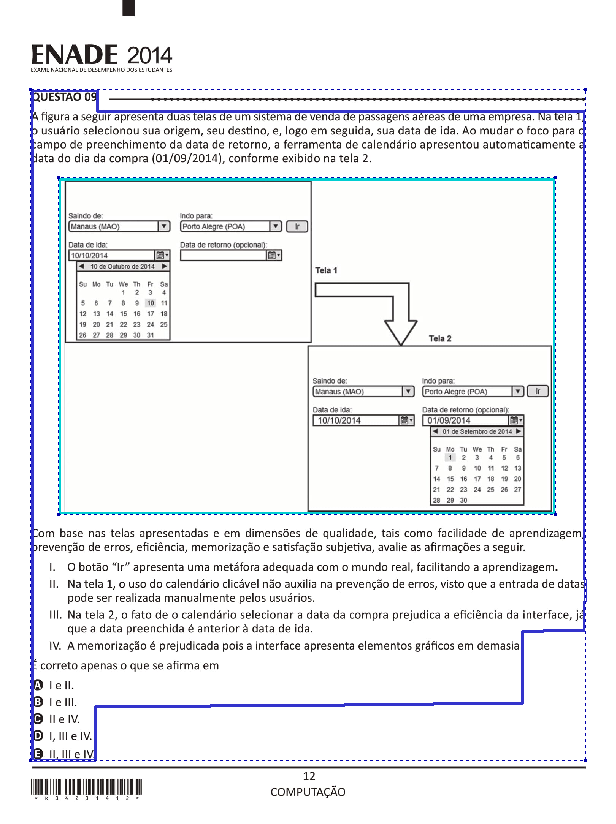 ENADE 2014
EXAME NACIONAL DE DESEMPENHO DOS ESTUDANTES
QUESTÃO 09
A figura a seguir apresenta duas telas de um sistema de venda de passagens aéreas de uma empresa. Na tela 1,
o usuário selecionou sua origem, seu destino, e, logo em seguida, sua data de ida. Ao mudar o foco para o
campo de preenchimento da data de retorno, a ferramenta de calendário apresentou automaticamente a
data do dia da compra (01/09/2014), conforme exibido na tela 2.
Saindo de: Indo para:
Manaus (MAO) Porto Alegre (POA) Ir
Data de ida: Data de retorno (opcional):
10/10/2014
10 de Outubro de 2014
Su Mo Tu We Th Fr Sa
1 2 3 4
5 6 7 8 9 10 11
12 13 14 15 16 17 18
19 20 21 22 23 24 25
26 27 28 29 30 31
Tela 1
Tela 2
Saindo de: Indo para:
Manaus (MAO) Porto Alegre (POA) Ir
Data de ida: Data de retorno (opcional):
10/10/2014 01/09/2014
01 de Setembro de 2014
Su Mo Tu We Th Fr Sa
1 2 3 4 5 6
7 8 9 10 11 12 13
14 15 16 17 18 19 20
21 22 23 24 25 26 27
28 29 30
Com base nas telas apresentadas e em dimensões de qualidade, tais como facilidade de aprendizagem,
prevenção de erros, eficiência, memorização e satisfação subjetiva, avalie as afirmações a seguir.
I. O botão “Ir” apresenta uma metáfora adequada com o mundo real, facilitando a aprendizagem.
II. Na tela 1, o uso do calendário clicável não auxilia na prevenção de erros, visto que a entrada de datas
pode ser realizada manualmente pelos usuários.
III. Na tela 2, o fato de o calendário selecionar a data da compra prejudica a eficiência da interface, já
que a data preenchida é anterior à data de ida.
IV. A memorização é prejudicada pois a interface apresenta elementos gráficos em demasia
É correto apenas o que se afirma em
A I e II.
B I e III.
C II e IV.
D I, III e IV.
E II, III e IV
12
COMPUTAÇÃO